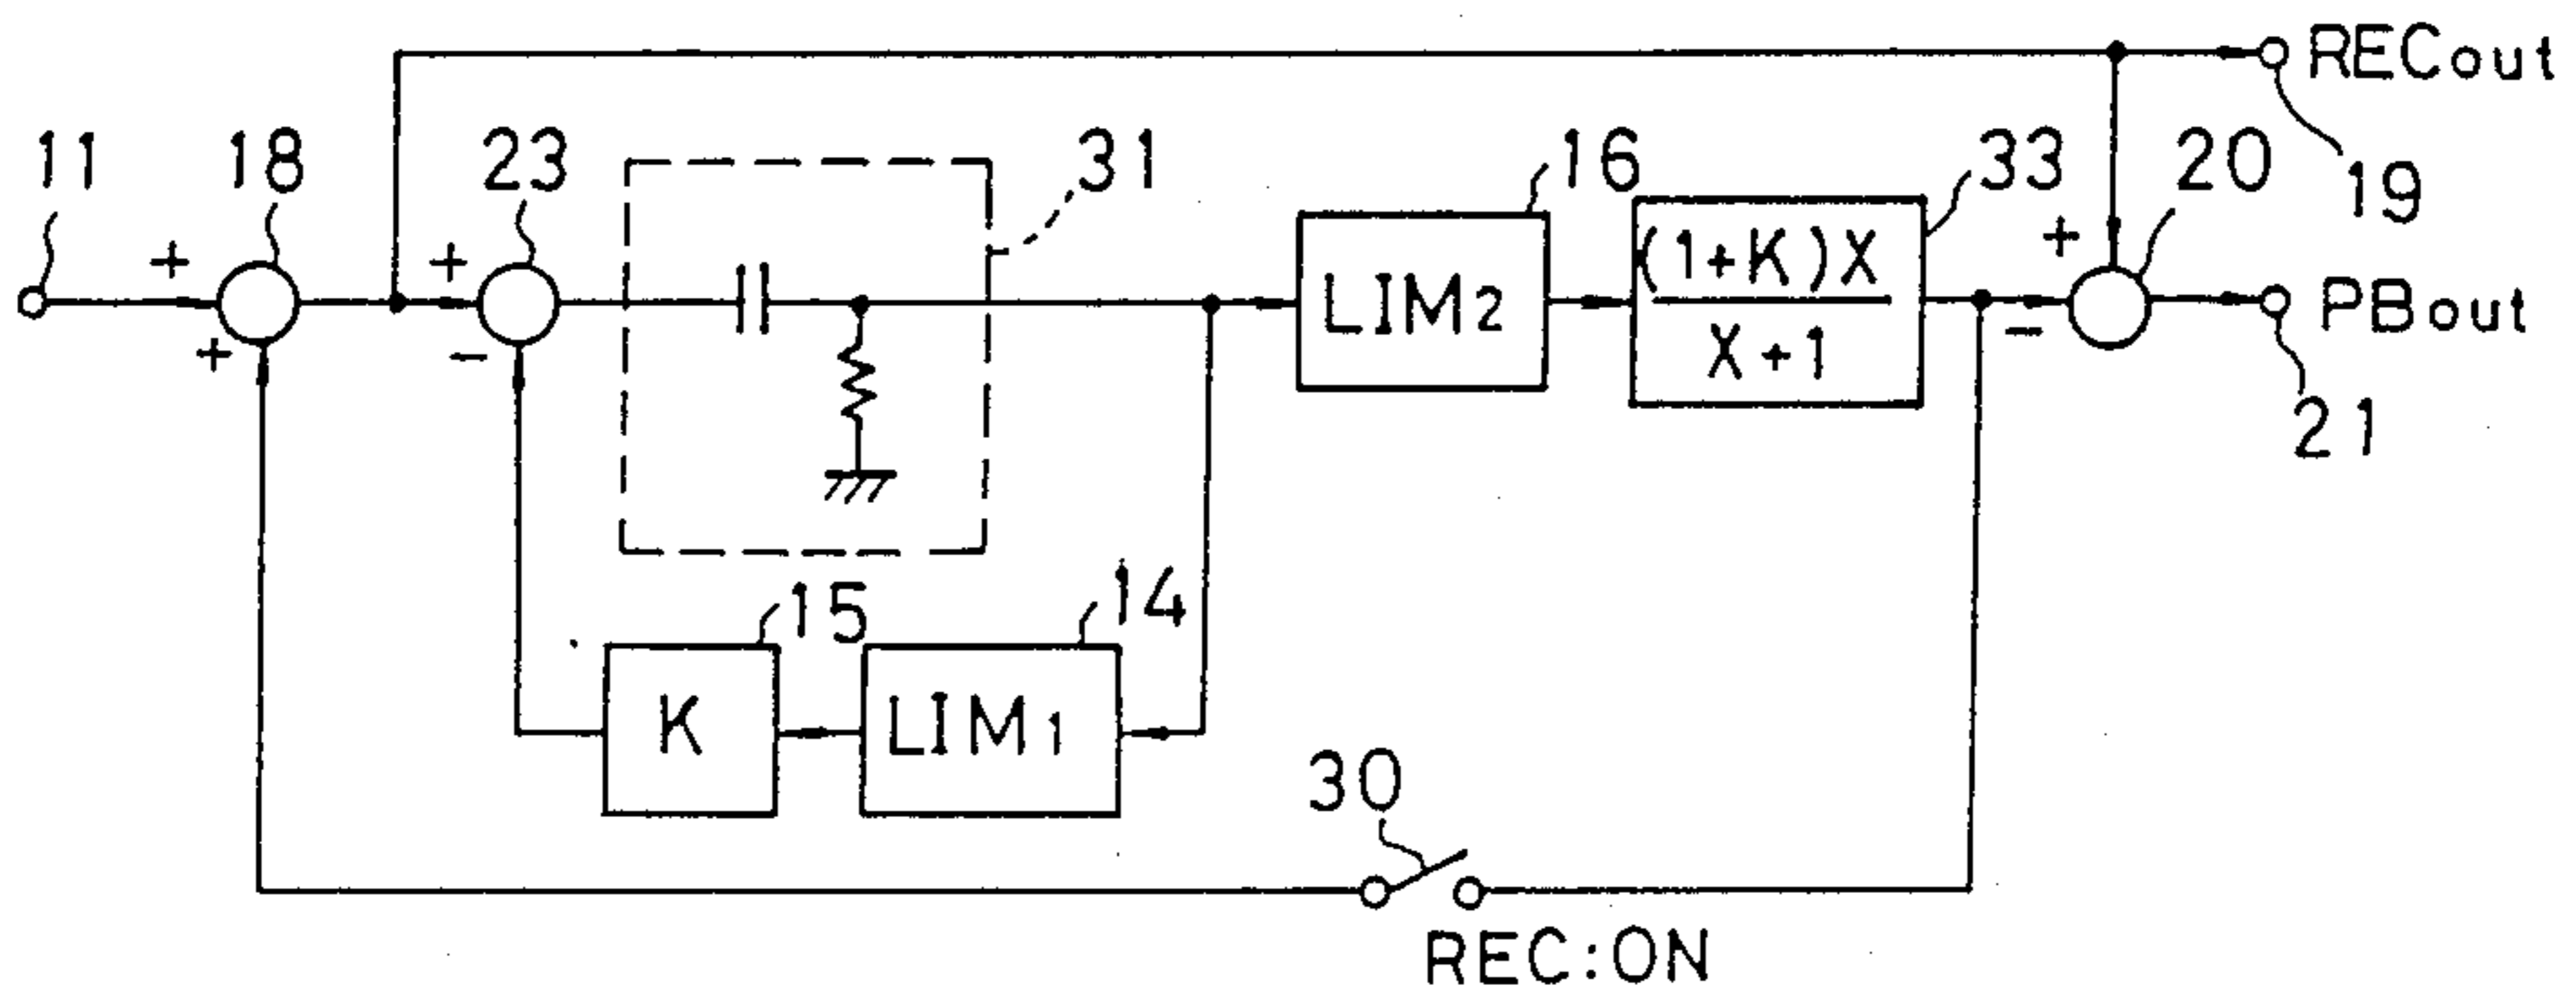 RECout
11
18
23
31
16
33
20
19
+
+
+
(1+K)X
LIM2
PBout
X+1
+
-
-
21
15
14
K
LIM1
30
REC:ON